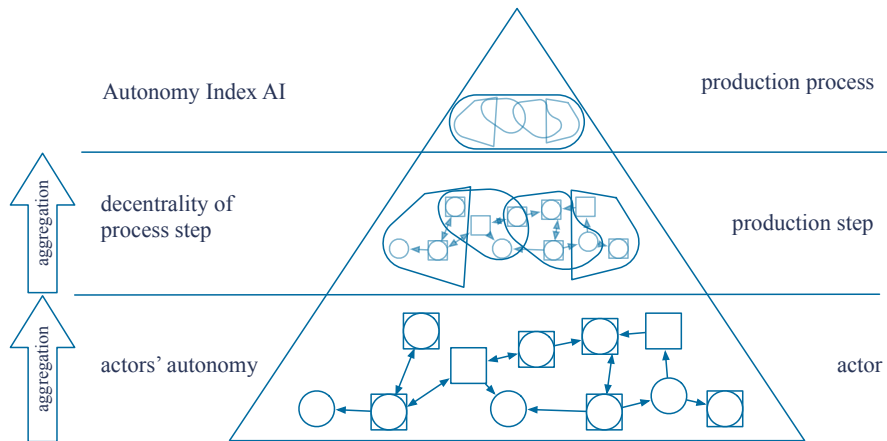 Autonomy Index AI
production process
aggregation
decentrality of
process step
production step
aggregation
actors’ autonomy
actor